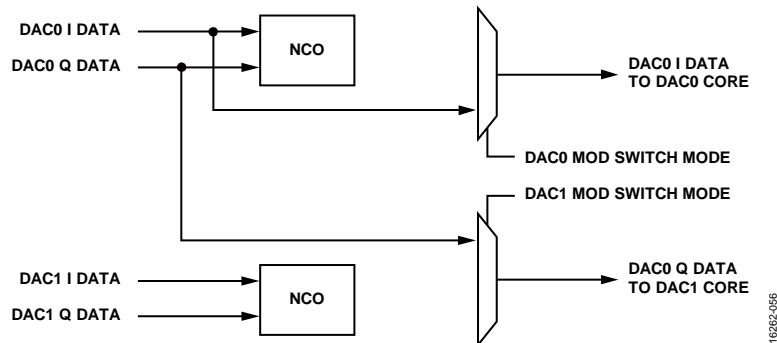 DAC0 I DATA
DAC0 Q DATA
NCO
DAC0 I DATA
TO DAC0 CORE
DAC0 MOD SWITCH MODE
DAC1 MOD SWITCH MODE
DAC1 I DATA
DAC1 Q DATA
NCO
DAC0 Q DATA
TO DAC1 CORE
16262-056